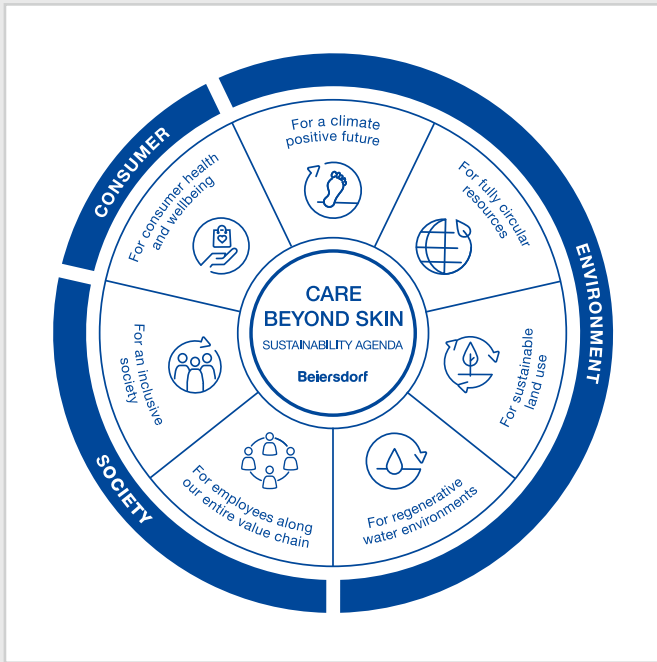 CARE
BEYOND SKIN
SUSTAINABILITY AGENDA
Beiersdorf
CONSUMER
For consumer health
and wellbeing
ENVIRONMENT
For a climate
positive future
For fully circular
resources
For sustainable
land use
For regenerative
water environments
SOCIETY
For employees along
our entire value chain
For an inclusive
society